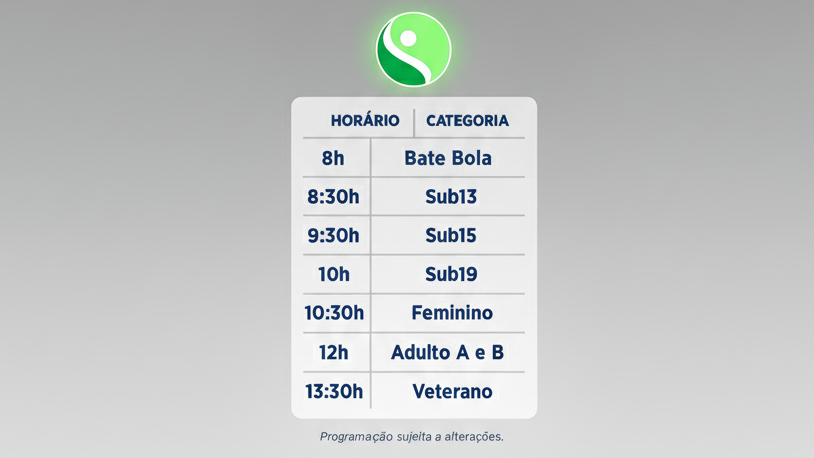 HORÁRIO CATEGORIA
8h Bate Bola
8:30h Sub13
9:30h Sub15
10h Sub19
10:30h Feminino
12h Adulto A e B
13:30h Veterano
Programação sujeita a alterações.